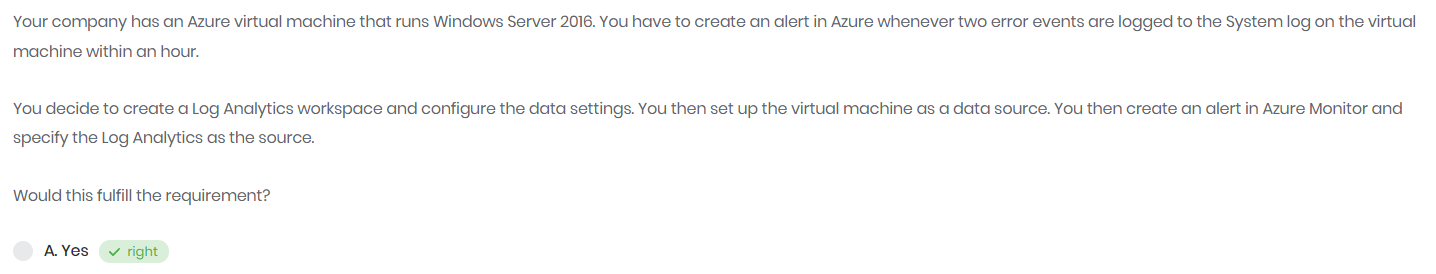 Your company has an Azure virtual machine that runs Windows Server 2016. You have to create an alert in Azure whenever two error events are logged to the System log on the virtual
machine within an hour.
You decide to create a Log Analytics workspace and configure the data settings. You then set up the virtual machine as a data source. You then create an alert in Azure Monitor and
specify the Log Analytics as the source.
Would this fulfill the requirement?
A. Yes right